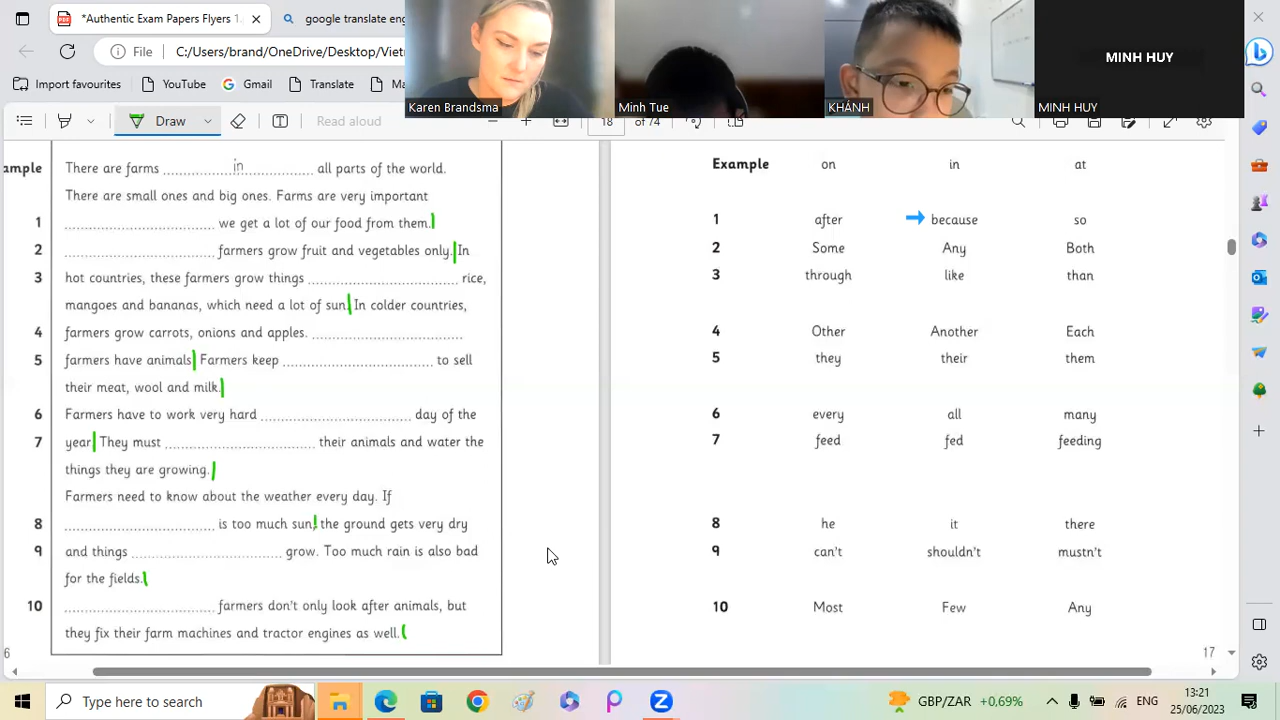 *Authentic Exam Papers Flyers 1
google translate eng
File
C:/Users/brand/OneDrive/Desktop/Viet
Import favourites
YouTube
Gmail
Translate
Karen Brandsma
Minh Tue
KHÁNH
MINH HUY
MINH HUY
Draw
Read aloud
18 of 74
ample There are farms in all parts of the world.
There are small ones and big ones. Farms are very important
1 we get a lot of our food from them.
2 farmers grow fruit and vegetables only. In
3 hot countries, these farmers grow things rice,
mangoes and bananas, which need a lot of sun. In colder countries,
4 farmers grow carrots, onions and apples.
5 farmers have animals. Farmers keep to sell
their meat, wool and milk.
6 Farmers have to work very hard day of the
7 year. They must their animals and water the
things they are growing.
Farmers need to know about the weather every day. If
8 is too much sun, the ground gets very dry
9 and things grow. Too much rain is also bad
for the fields.
10 farmers don't only look after animals, but
they fix their farm machines and tractor engines as well.
6
Example on in at
1 after because so
2 Some Any Both
3 through like than
4 Other Another Each
5 they their them
6 every all many
7 feed fed feeding
8 he it there
9 can't shouldn't mustn't
10 Most Few Any
17
Type here to search
GBP/ZAR +0,69%
ENG
13:21
25/06/2023